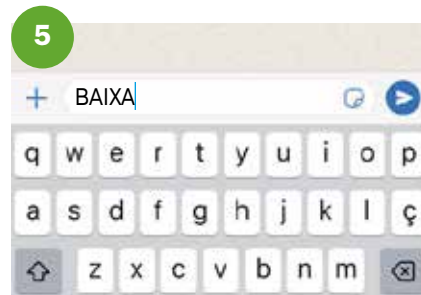 5
BAIXA
q w e r t y u i o p
a s d f g h j k l ç
z x c v b n m